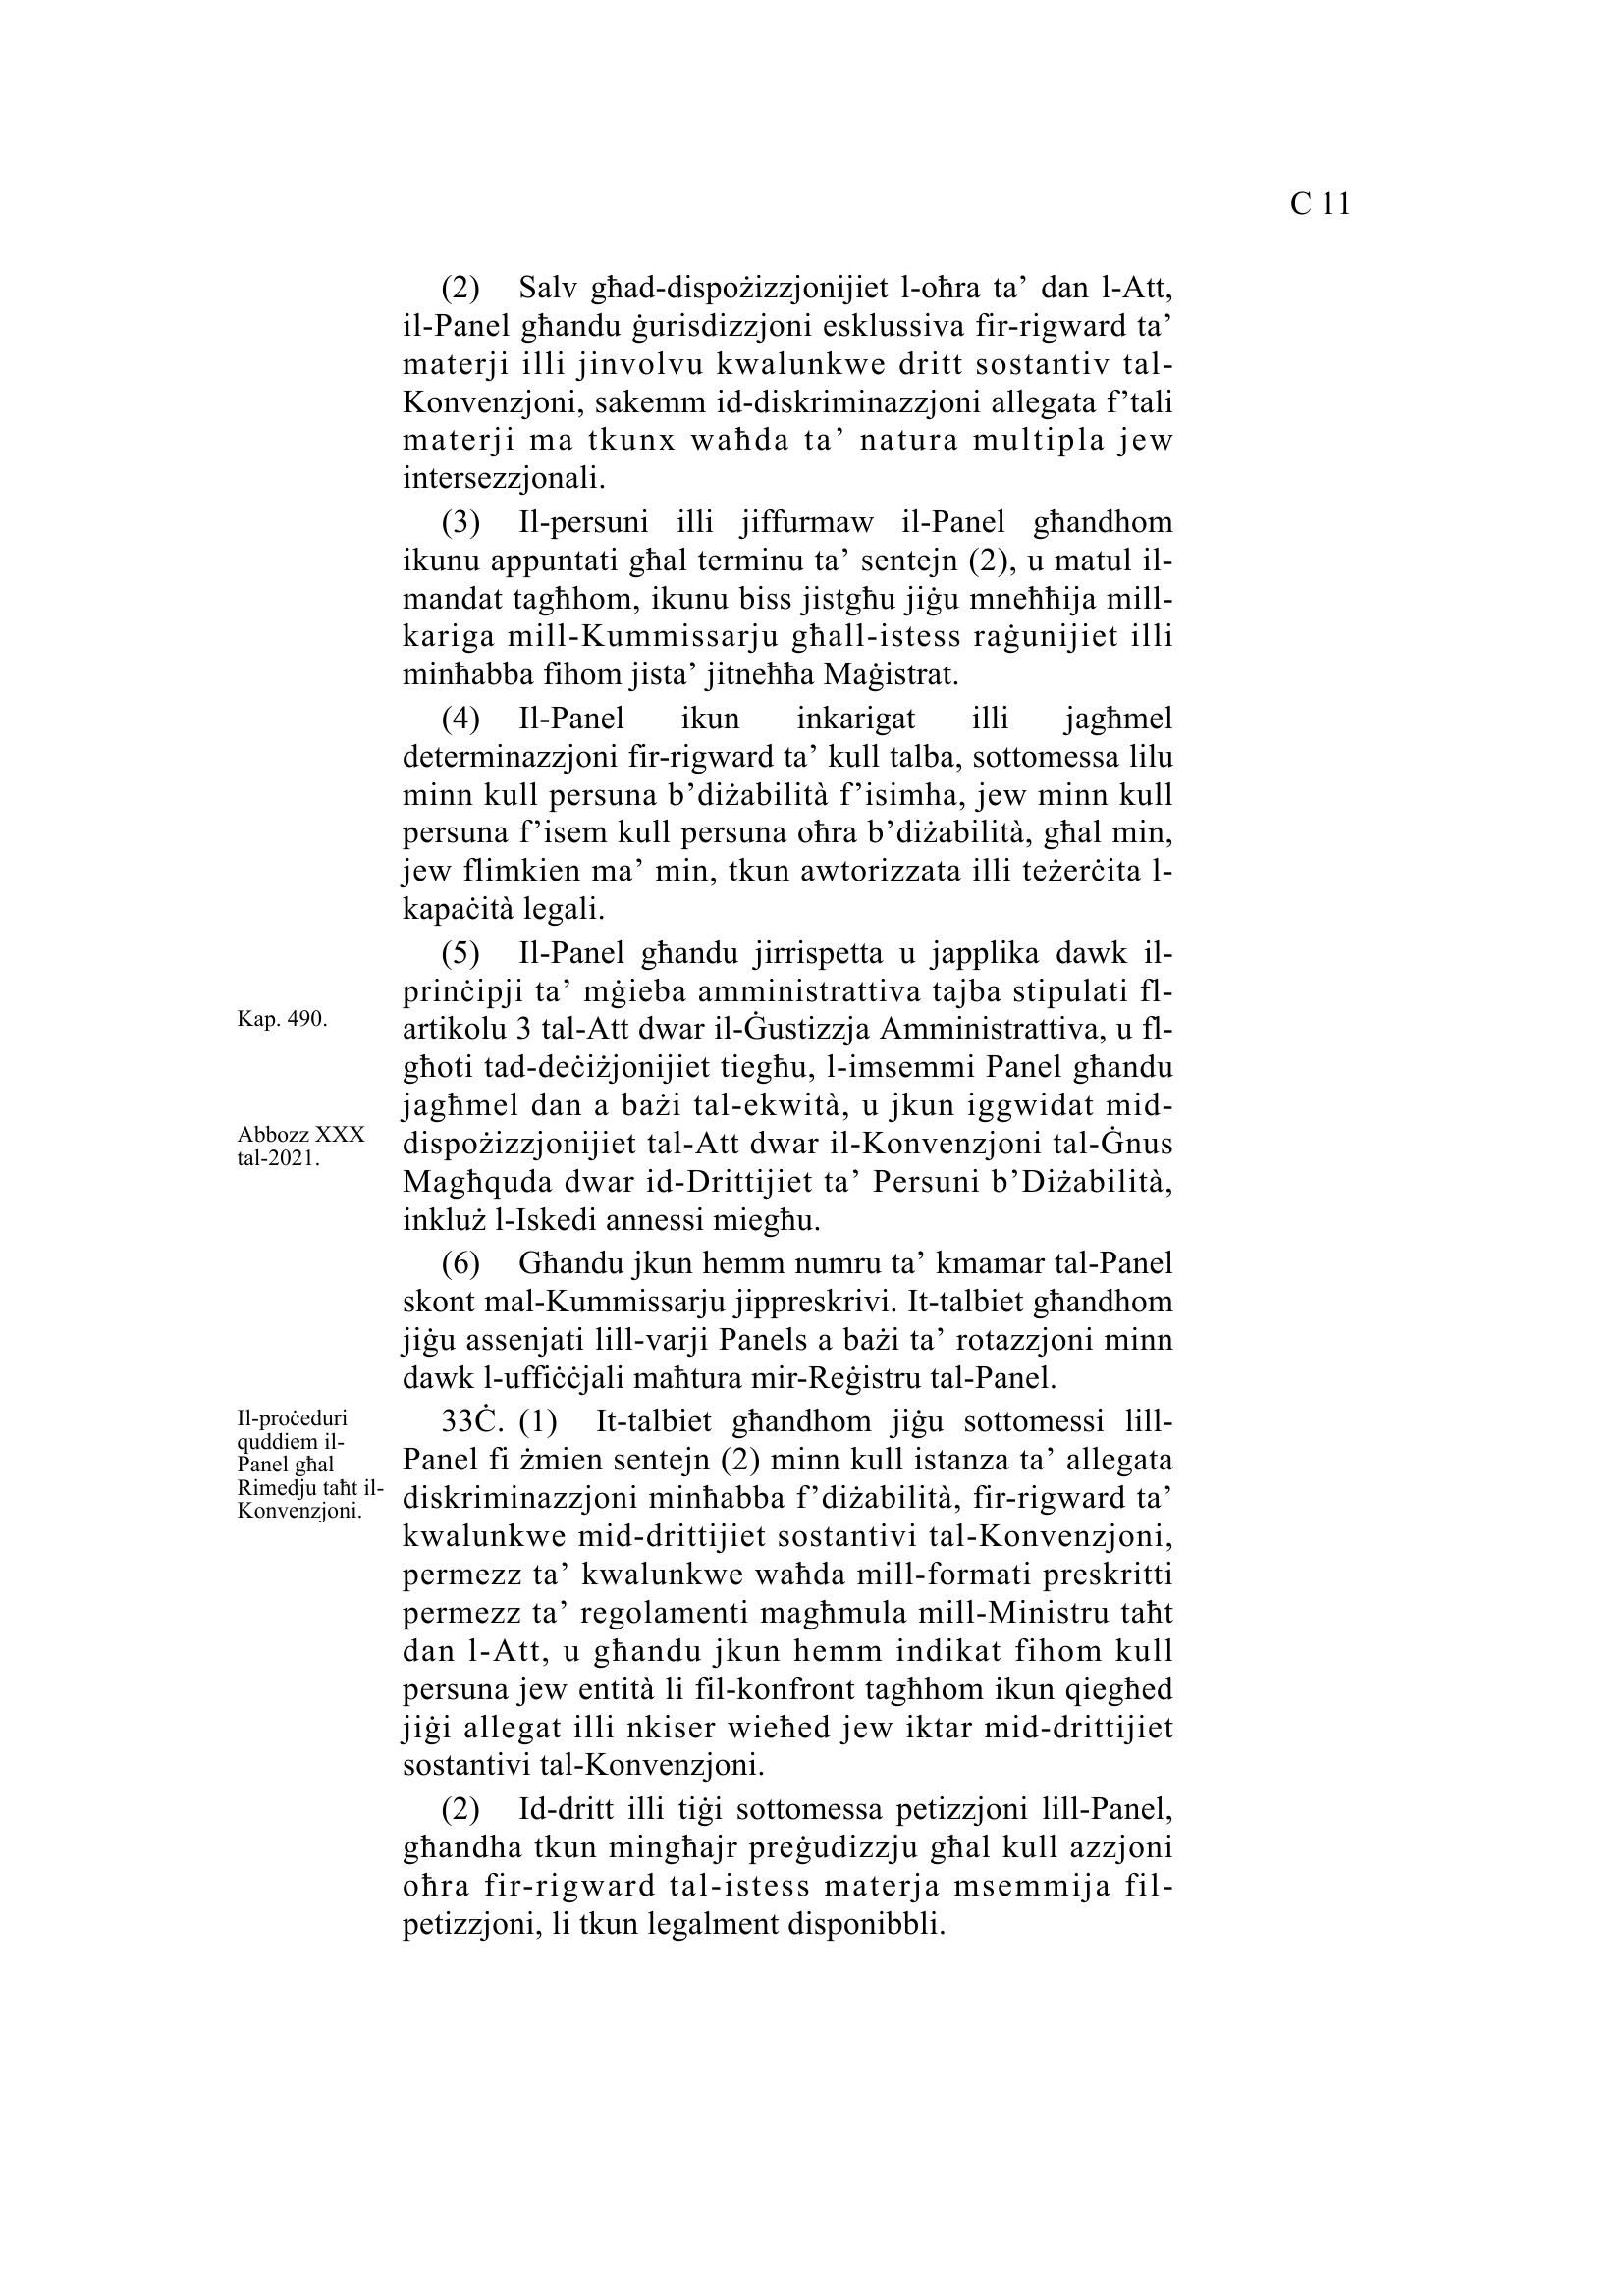 C 11
(2) Salv għad-dispożizzjonijiet l-oħra ta’ dan l-Att,
il-Panel għandu ġurisdizzjoni esklussiva fir-rigward ta’
materji illi jinvolvu kwalunkwe dritt sostantiv tal-
Konvenzjoni, sakemm id-diskriminazzjoni allegata f’tali
materji ma tkunx waħda ta’ natura multipla jew
intersezzjonali.
(3) Il-persuni illi jiffurmaw il-Panel għandhom
ikunu appuntati għal terminu ta’ sentejn (2), u matul il-
mandat tagħhom, ikunu biss jistgħu jiġu mneħħija mill-
kariga mill-Kummissarju għall-istess raġunijiet illi
minħabba fihom jista’ jitneħħa Maġistrat.
(4) Il-Panel ikun inkarigat illi jagħmel
determinazzjoni fir-rigward ta’ kull talba, sottomessa lilu
minn kull persuna b’diżabilità f’isimha, jew minn kull
persuna f’isem kull persuna oħra b’diżabilità, għal min,
jew flimkien ma’ min, tkun awtorizzata illi teżerċita l-
kapaċità legali.
(5) Il-Panel għandu jirrispetta u japplika dawk il-
prinċipji ta’ mġieba amministrattiva tajba stipulati fl-
Kap. 490.
artikolu 3 tal-Att dwar il-Ġustizzja Amministrattiva, u fl-
għoti tad-deċiżjonijiet tiegħu, l-imsemmi Panel għandu
jagħmel dan a bażi tal-ekwità, u jkun iggwidat mid-
Abbozz XXX
tal-2021.
dispożizzjonijiet tal-Att dwar il-Konvenzjoni tal-Ġnus
Magħquda dwar id-Drittijiet ta’ Persuni b’Diżabilità,
inkluż l-Iskedi annessi miegħu.
(6) Għandu jkun hemm numru ta’ kmamar tal-Panel
skont mal-Kummissarju jippreskrivi. It-talbiet għandhom
jiġu assenjati lill-varji Panels a bażi ta’ rotazzjoni minn
dawk l-uffiċċjali maħtura mir-Reġistru tal-Panel.
Il-proċeduri
quddiem il-
Panel għal
Rimedju taħt il-
Konvenzjoni.
33Ċ. (1) It-talbiet għandhom jiġu sottomessi lill-
Panel fi żmien sentejn (2) minn kull istanza ta’ allegata
diskriminazzjoni minħabba f’diżabilità, fir-rigward ta’
kwalunkwe mid-drittijiet sostantivi tal-Konvenzjoni,
permezz ta’ kwalunkwe waħda mill-formati preskritti
permezz ta’ regolamenti magħmula mill-Ministru taħt
dan l-Att, u għandu jkun hemm indikat fihom kull
persuna jew entità li fil-konfront tagħhom ikun qiegħed
jiġi allegat illi nkiser wieħed jew iktar mid-drittijiet
sostantivi tal-Konvenzjoni.
(2) Id-dritt illi tiġi sottomessa petizzjoni lill-Panel,
għandha tkun mingħajr preġudizzju għal kull azzjoni
oħra fir-rigward tal-istess materja msemmija fil-
petizzjoni, li tkun legalment disponibbli.